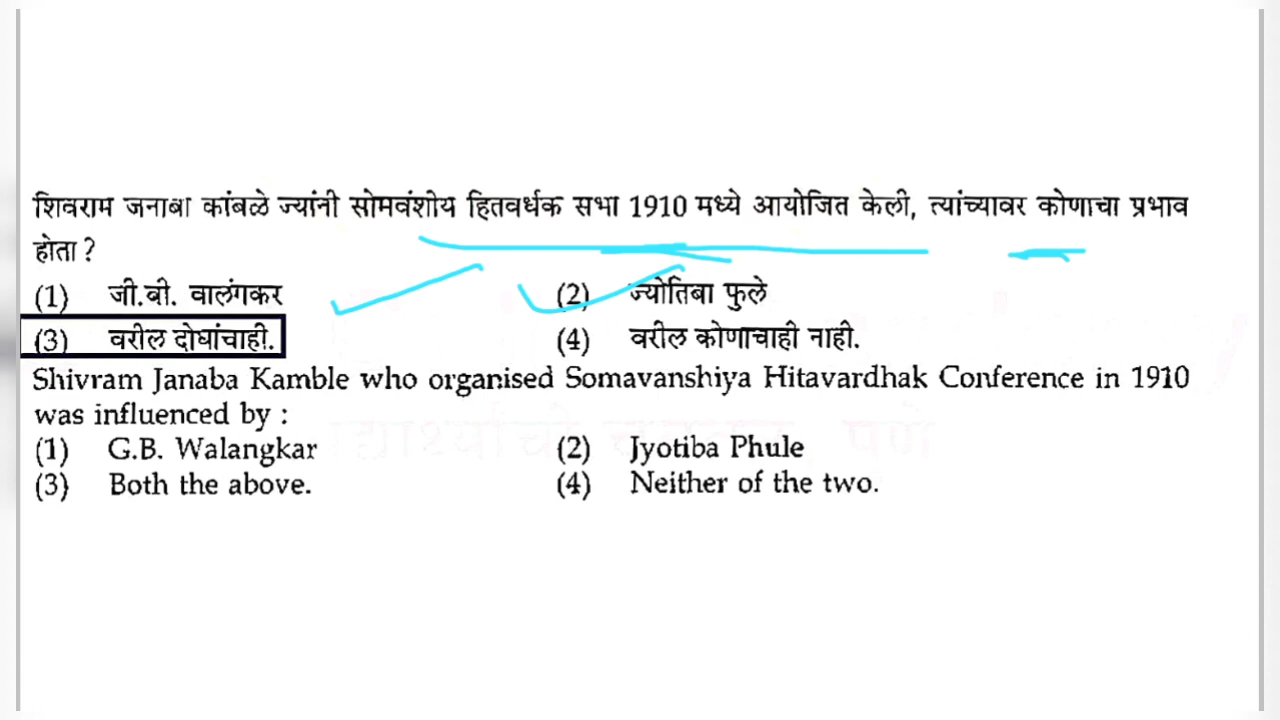 शिवराम जनाबा कांबळे ज्यांनी सोमवंशीय हितवर्धक सभा 1910 मध्ये आयोजित केली, त्यांच्यावर कोणाचा प्रभाव
होता ?
(1) जी.बी. वालंगकर (2) ज्योतिबा फुले
(3) वरील दोघांचाही. (4) वरील कोणाचाही नाही.
Shivram Janaba Kamble who organised Somavanshiya Hitavardhak Conference in 1910
was influenced by :
(1) G.B. Walangkar (2) Jyotiba Phule
(3) Both the above. (4) Neither of the two.